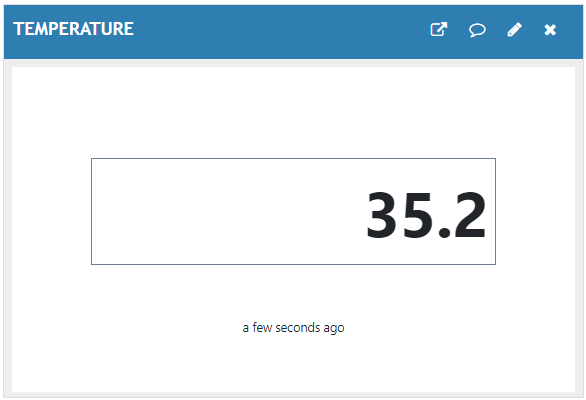 TEMPERATURE
35.2
a few seconds ago